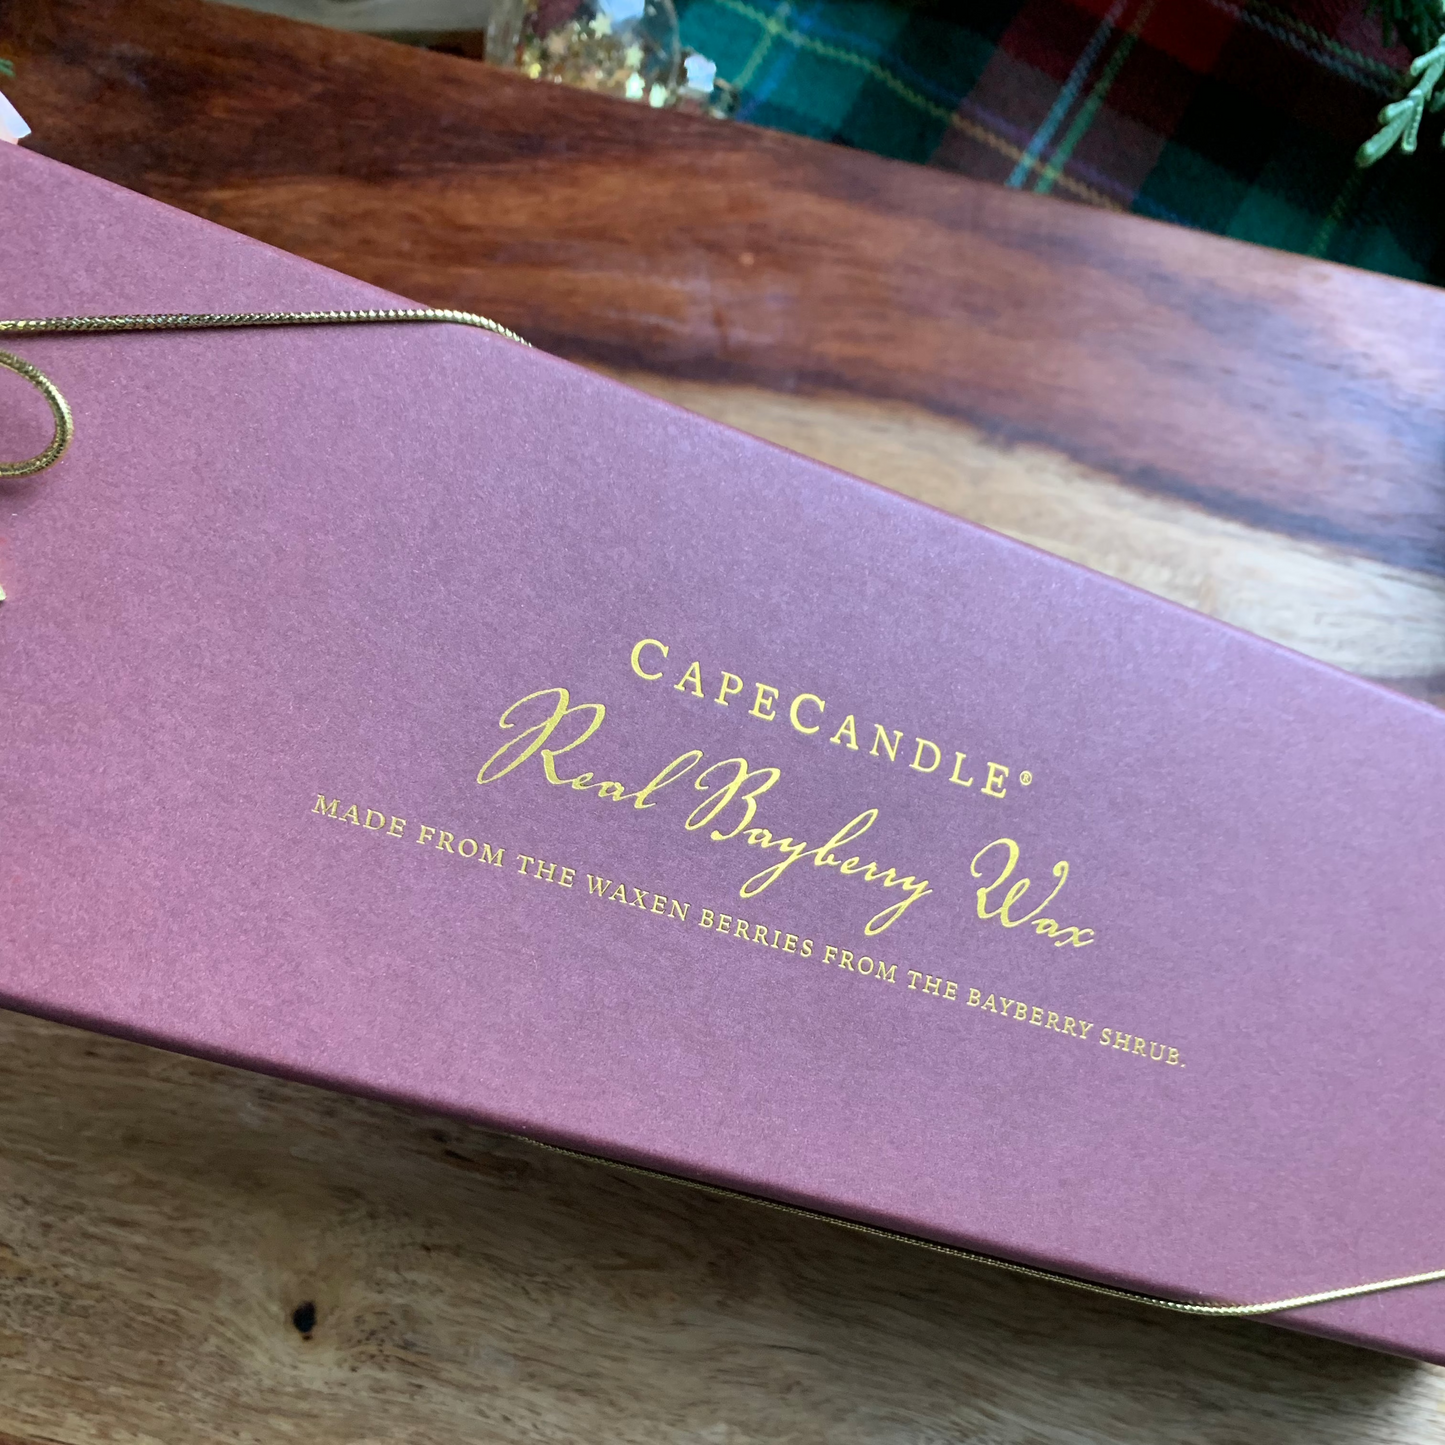 CAPECANDLE®
Real Bayberry Wax
MADE FROM THE WAXEN BERRIES FROM THE BAYBERRY SHRUB.